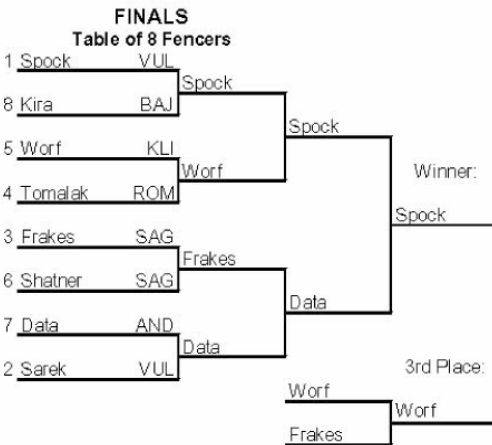 FINALS
Table of 8 Fencers
1 Spock VUL
Spock
8 Kira BAJ
Spock
5 Worf KLI
Worf
Winner:
4 Tomalak ROM
Spock
3 Frakes SAG
Frakes
6 Shatner SAG
Data
7 Data AND
Data
3rd Place:
2 Sarek VUL
Worf
Worf
Frakes